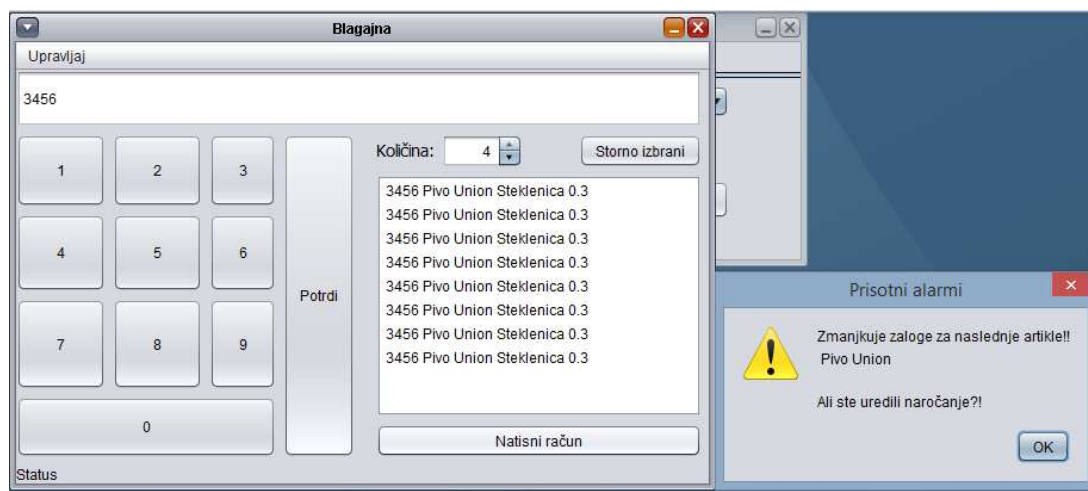 Blagajna
Upravljaj
3456
1
2
3
4
5
6
7
8
9
0
Potrdi
Količina:
4
Storno izbrani
3456 Pivo Union Steklenica 0.3
3456 Pivo Union Steklenica 0.3
3456 Pivo Union Steklenica 0.3
3456 Pivo Union Steklenica 0.3
3456 Pivo Union Steklenica 0.3
3456 Pivo Union Steklenica 0.3
3456 Pivo Union Steklenica 0.3
3456 Pivo Union Steklenica 0.3
Natisni račun
Status
Prisotni alarmi
Zmanjkuje zaloge za naslednje artikle!!
Pivo Union
Ali ste uredili naročanje?!
OK